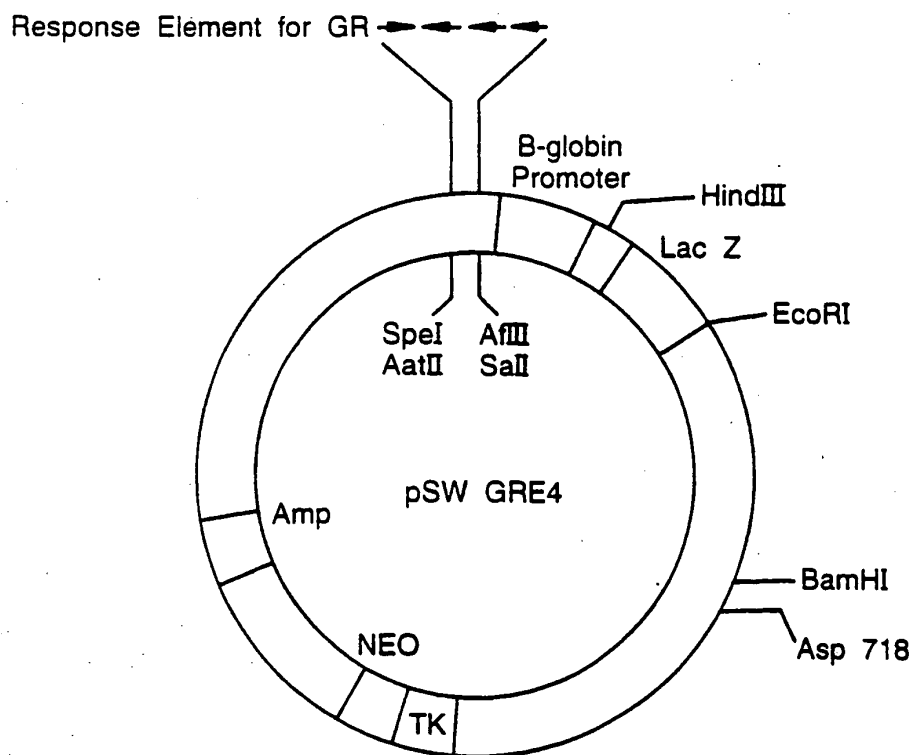 Response Element for GR
B-globin
Promoter
HindIII
Lac Z
EcoRI
SpeI AflII
AatII SalI
pSW GRE4
Amp
BamHI
Asp 718
NEO
TK